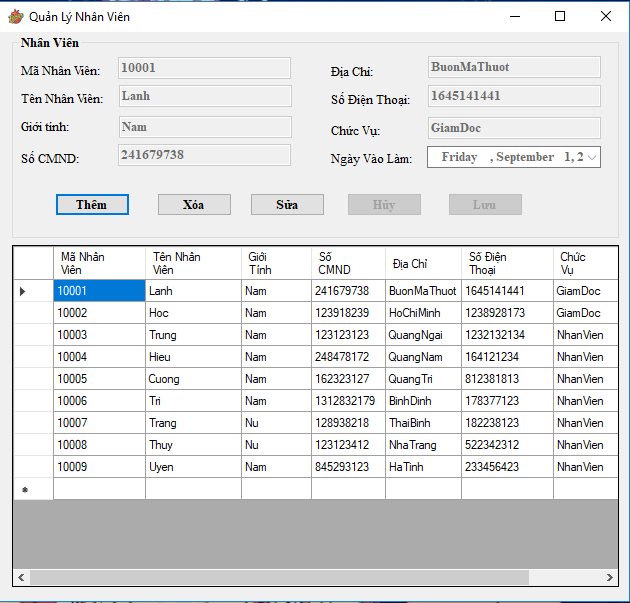 Quản Lý Nhân Viên
Nhân Viên
Mã Nhân Viên: 10001 Địa Chỉ: BuonMaThuot
Tên Nhân Viên: Lanh Số Điện Thoại: 1645141441
Giới tính: Nam Chức Vụ: GiamDoc
Số CMND: 241679738 Ngày Vào Làm: Friday , September 1, 2
Thêm Xóa Sửa Hủy Lưu
Mã Nhân Viên Tên Nhân Viên Giới Tính Số CMND Địa Chỉ Số Điện Thoại Chức Vụ
10001 Lanh Nam 241679738 BuonMaThuot 1645141441 GiamDoc
10002 Hoc Nam 123918239 HoChiMinh 1238928173 GiamDoc
10003 Trung Nam 123123123 QuangNgai 1232132134 NhanVien
10004 Hieu Nam 248478172 QuangNam 164121234 NhanVien
10005 Cuong Nam 162323127 QuangTri 812381813 NhanVien
10006 Tri Nam 1312832179 BinhDinh 178377123 NhanVien
10007 Trang Nu 128938218 ThaiBinh 182238123 NhanVien
10008 Thuy Nu 123123412 NhaTrang 522342312 NhanVien
10009 Uyen Nam 845293123 HaTinh 233456423 NhanVien